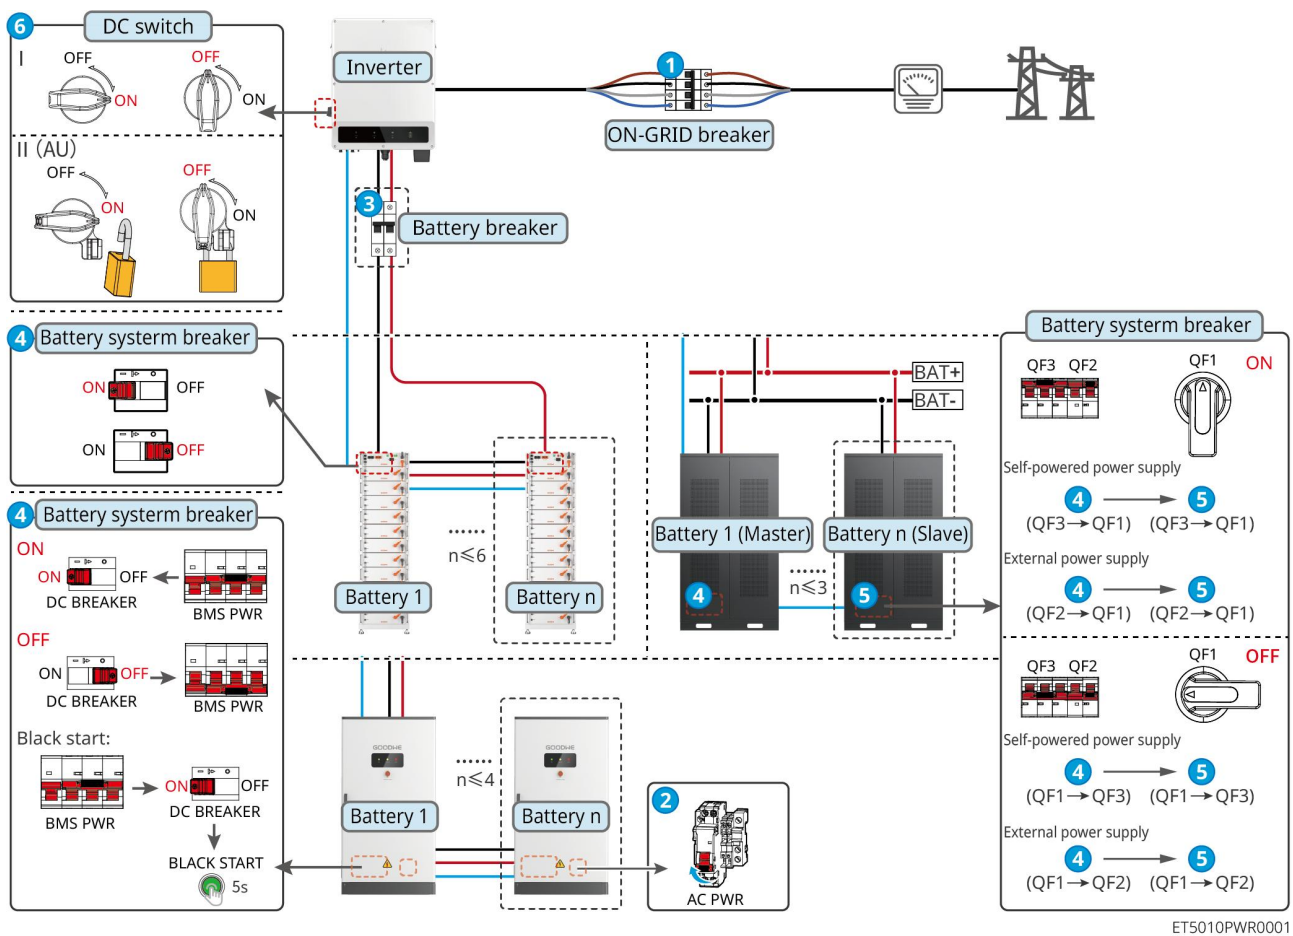 6
DC switch
I
OFF
ON
OFF
ON
II (AU)
OFF
ON
OFF
ON
Inverter
1
ON-GRID breaker
3
Battery breaker
4
Battery systerm breaker
ON
OFF
ON
OFF
4
Battery systerm breaker
ON
ON
OFF
DC BREAKER
BMS PWR
OFF
ON
OFF
DC BREAKER
BMS PWR
Black start:
BMS PWR
ON
OFF
DC BREAKER
BLACK START
5s
......
n≤6
Battery 1
Battery n
BAT+
BAT-
Battery 1 (Master)
Battery n (Slave)
......
n≤3
4
5
GOODWE
GOODWE
......
n≤4
Battery 1
Battery n
2
AC PWR
Battery systerm breaker
QF3
QF2
QF1
ON
Self-powered power supply
4 → 5
(QF3→QF1) (QF3→QF1)
External power supply
4 → 5
(QF2→QF1) (QF2→QF1)
QF3
QF2
QF1
OFF
Self-powered power supply
4 → 5
(QF1→QF3) (QF1→QF3)
External power supply
4 → 5
(QF1→QF2) (QF1→QF2)
ET5010PWR0001